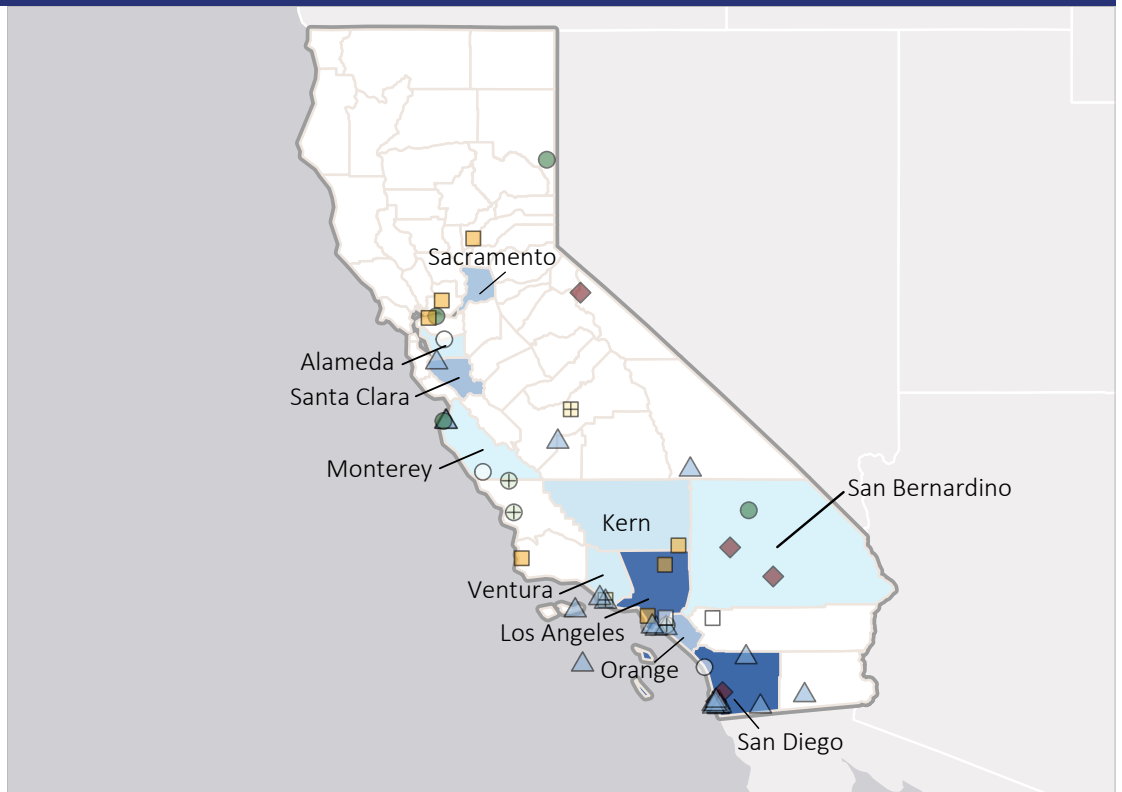 Sacramento
Alameda
Santa Clara
Monterey
San Bernardino
Kern
Ventura
Los Angeles
Orange
San Diego